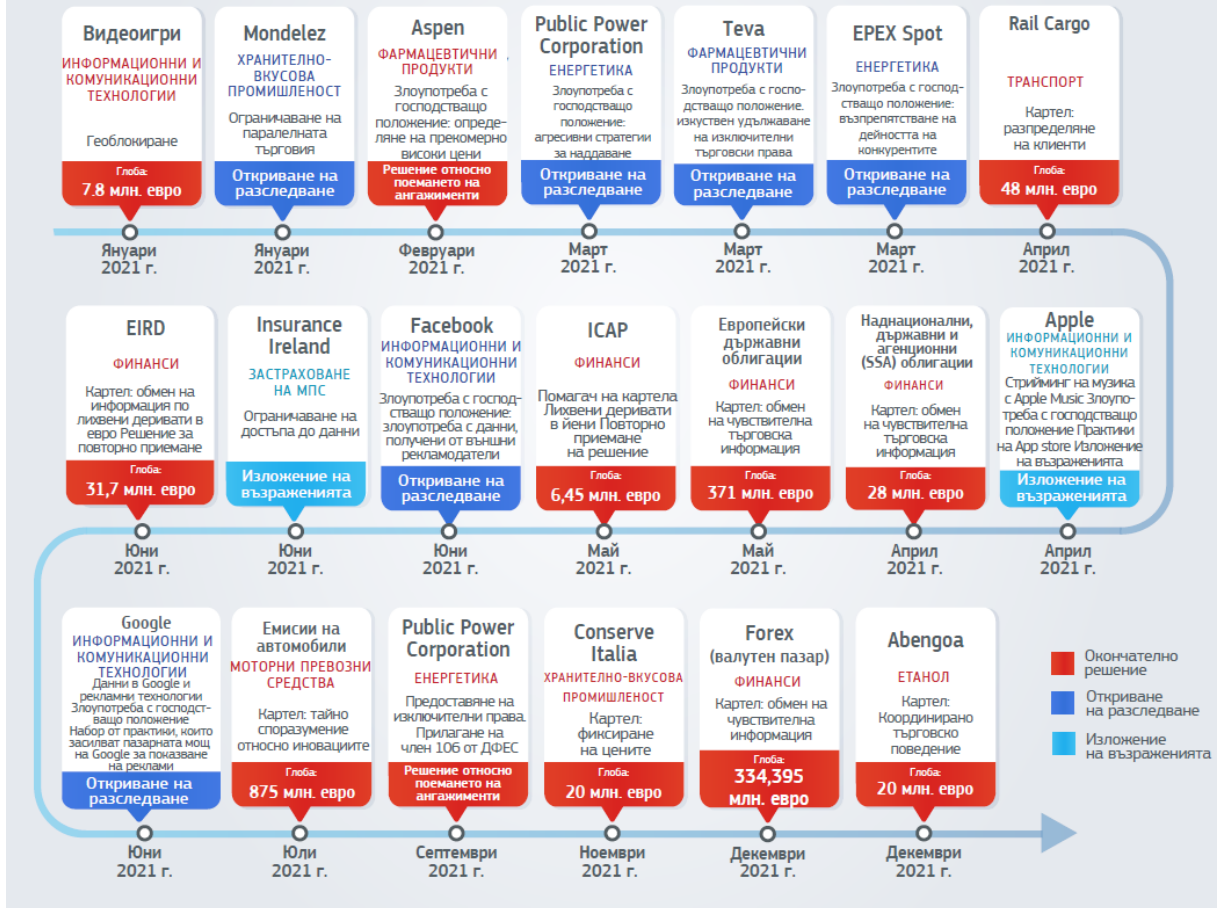 Видеоигри
ИНФОРМАЦИОННИ И
КОМУНИКАЦИОННИ
ТЕХНОЛОГИИ
Геоблокиране
Глоба:
7.8 млн. евро
Януари
2021 г.
Mondelez
ХРАНИТЕЛНО-
ВКУСОВА
ПРОМИШЛЕНОСТ
Ограничаване на
паралелната
търговия
Откриване на
разследване
Януари
2021 г.
Aspen
ФАРМАЦЕВТИЧНИ
ПРОДУКТИ
Злоупотреба с
господстващо
положение: опреде-
ляне на прекомерно
високи цени
Решение относно
поемането на
ангажименти
Февруари
2021 г.
Public Power
Corporation
ЕНЕРГЕТИКА
Злоупотреба с
господстващо
положение:
агресивни стратегии
за наддаване
Откриване на
разследване
Март
2021 г.
Teva
ФАРМАЦЕВТИЧНИ
ПРОДУКТИ
Злоупотреба с госпо-
дстващо положение.
изкуствен удължаване
на изключителни
търговски права
Откриване на
разследване
Март
2021 г.
EPEX Spot
ЕНЕРГЕТИКА
Злоупотреба с господ-
стващо положение:
възпрепятстване на
дейността на
конкурентите
Откриване на
разследване
Март
2021 г.
Rail Cargo
ТРАНСПОРТ
Картел:
разпределяне
на клиенти
Глоба:
48 млн. евро
Април
2021 г.
EIRD
ФИНАНСИ
Картел: обмен на
информация по
лихвени деривати в
евро Решение за
повторно приемане
Глоба:
31,7 млн. евро
Юни
2021 г.
Insurance
Ireland
ЗАСТРАХОВАНЕ
НА МПС
Ограничаване на
достъпа до данни
Изложение на
възраженията
Юни
2021 г.
Facebook
ИНФОРМАЦИОННИ И
КОМУНИКАЦИОННИ
ТЕХНОЛОГИИ
Злоупотреба с господ-
стващо положение:
злоупотреба с данни,
получени от външни
рекламодатели
Откриване на
разследване
Юни
2021 г.
ICAP
ФИНАНСИ
Помагач на картела
Лихвени деривати
в йени Повторно
приемане
на решение
Глоба:
6,45 млн. евро
Май
2021 г.
Европейски
държавни
облигации
ФИНАНСИ
Картел: обмен
на чувствителна
търговска
информация
Глоба:
371 млн. евро
Май
2021 г.
Наднационални,
държавни и
агенционни
(SSA) облигации
ФИНАНСИ
Картел: обмен
на чувствителна
търговска
информация
Глоба:
28 млн. евро
Април
2021 г.
Apple
ИНФОРМАЦИОННИ И
КОМУНИКАЦИОННИ
ТЕХНОЛОГИИ
Стрийминг на музика
с Apple Music Злоупо-
треба с господстващо
положение Практики
на App store Изложение
на възраженията
Изложение на
възраженията
Април
2021 г.
Google
ИНФОРМАЦИОННИ И
КОМУНИКАЦИОННИ
ТЕХНОЛОГИИ
Данни в Google и
рекламни технологии
Злоупотреба с господст-
ващо положение
Набор от практики, които
засилват пазарната мощ
на Google за показване
на реклами
Откриване на
разследване
Юни
2021 г.
Емисии на
автомобили
МОТОРНИ ПРЕВОЗНИ
СРЕДСТВА
Картел: тайно
споразумение
относно иновациите
Глоба:
875 млн. евро
Юли
2021 г.
Public Power
Corporation
ЕНЕРГЕТИКА
Предоставяне на
изключителни права.
Прилагане на
член 106 от ДФЕС
Решение относно
поемането на
ангажименти
Септември
2021 г.
Conserve
Italia
ХРАНИТЕЛНО-ВКУСОВА
ПРОМИШЛЕНОСТ
Картел:
фиксиране
на цените
Глоба:
20 млн. евро
Ноември
2021 г.
Forex
(валутен пазар)
ФИНАНСИ
Картел: обмен на
чувствителна
информация
Глоба:
334,395
млн. евро
Декември
2021 г.
Abengoa
ЕТАНОЛ
Картел:
Координирано
търговско
поведение
Глоба:
20 млн. евро
Декември
2021 г.
Окончателно
решение
Откриване
на разследване
Изложение
на възраженията